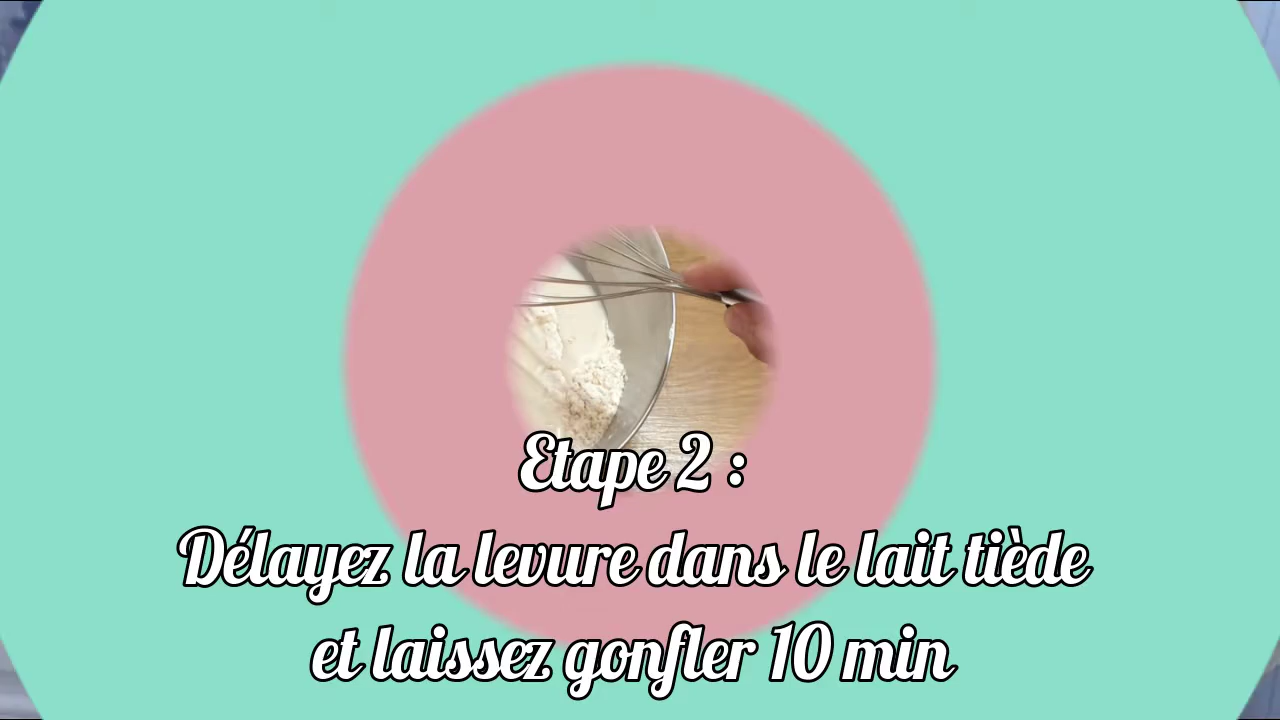 Etape 2 :
Délayez la levure dans le lait tiède
et laissez gonfler 10 min